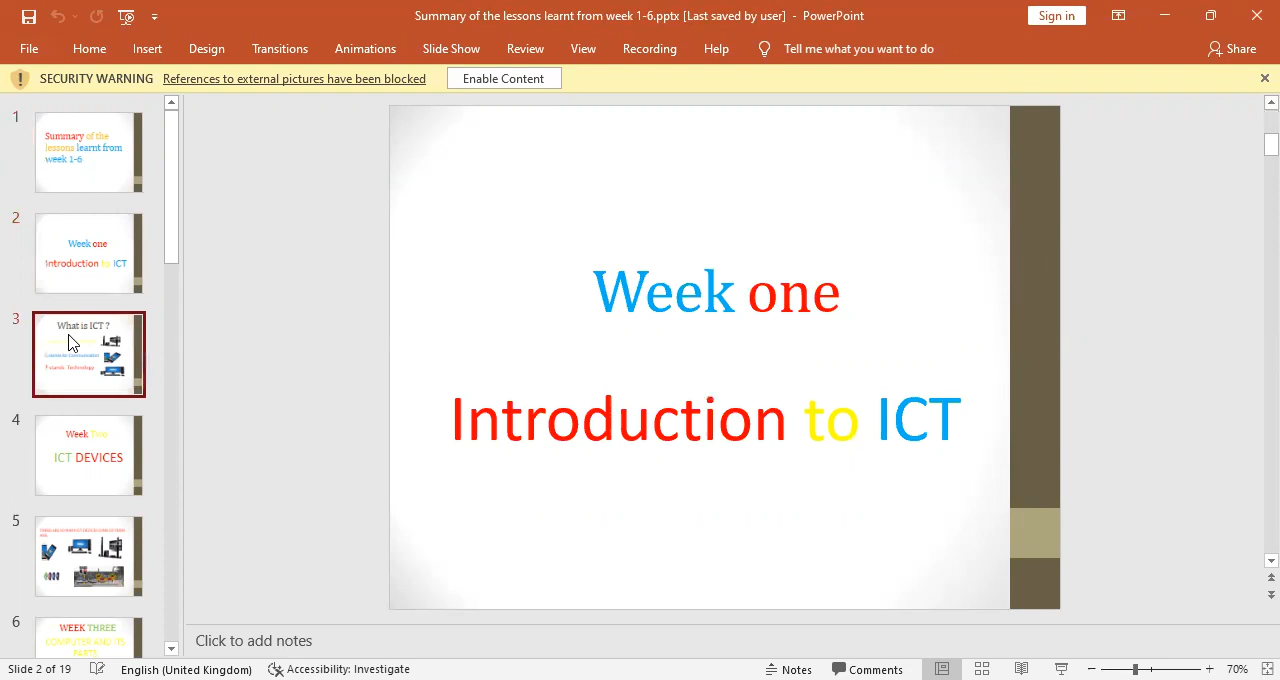 Summary of the lessons learnt from week 1-6.pptx [Last saved by user] - PowerPoint
Sign in
File Home Insert Design Transitions Animations Slide Show Review View Recording Help Tell me what you want to do Share
SECURITY WARNING References to external pictures have been blocked Enable Content
1
Summary of the
lessons learnt from
week 1-6
2
Week one
Introduction to ICT
3
What is ICT ?
T stands Technology
4
Week Two
ICT DEVICES
5
6
WEEK THREE
COMPUTER AND ITS
PARTS
Week one
Introduction to ICT
Click to add notes
Slide 2 of 19 English (United Kingdom) Accessibility: Investigate Notes Comments 70%